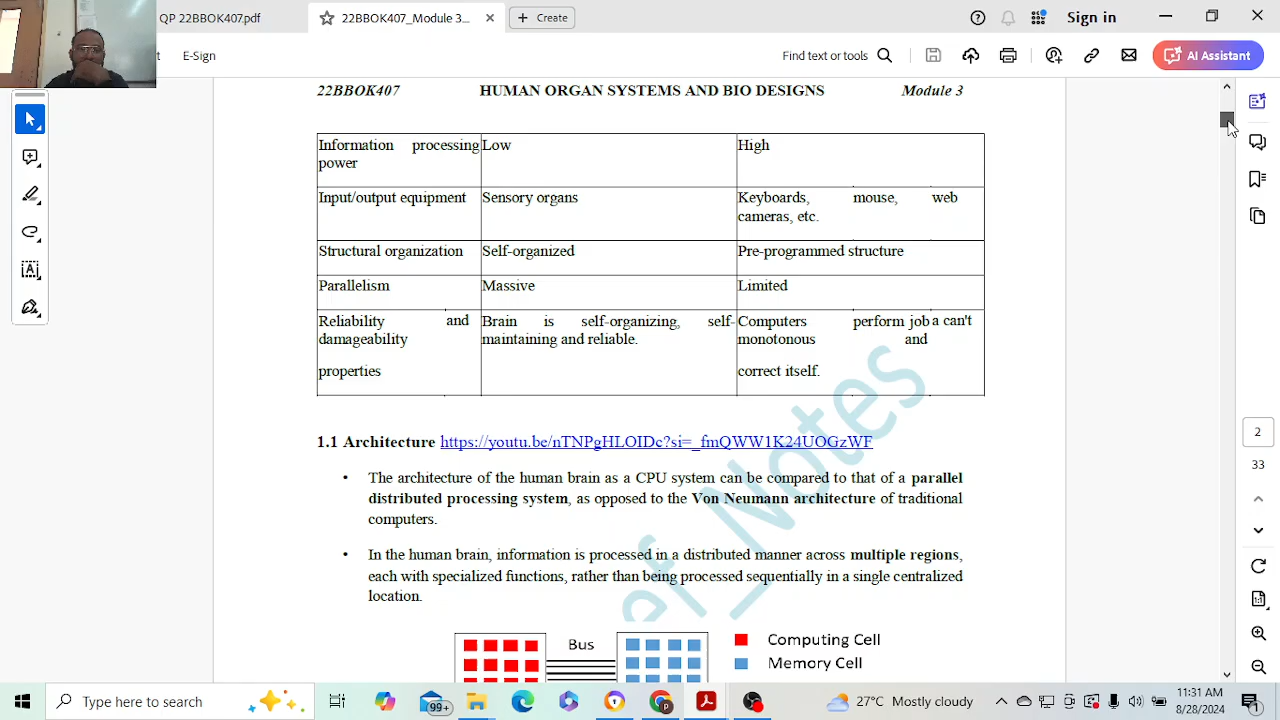 QP 22BBOK407.pdf
22BBOK407_Module 3...
Create
Sign in
E-Sign
Find text or tools
AI Assistant
22BBOK407 HUMAN ORGAN SYSTEMS AND BIO DESIGNS Module 3
Information processing power Low High
Input/output equipment Sensory organs Keyboards, mouse, web cameras, etc.
Structural organization Self-organized Pre-programmed structure
Parallelism Massive Limited
Reliability and Brain is self-organizing, self- Computers perform job a can't
damageability maintaining and reliable. monotonous and
properties correct itself.
1.1 Architecture https://youtu.be/nTNPgHLOIDc?si=_fmQWW1K24UOGzWF
• The architecture of the human brain as a CPU system can be compared to that of a parallel
distributed processing system, as opposed to the Von Neumann architecture of traditional
computers.
• In the human brain, information is processed in a distributed manner across multiple regions,
each with specialized functions, rather than being processed sequentially in a single centralized
location.
Bus
Computing Cell
Memory Cell
ef_Notes
2
33
Type here to search
99+
27°C Mostly cloudy
11:31 AM
8/28/2024
1